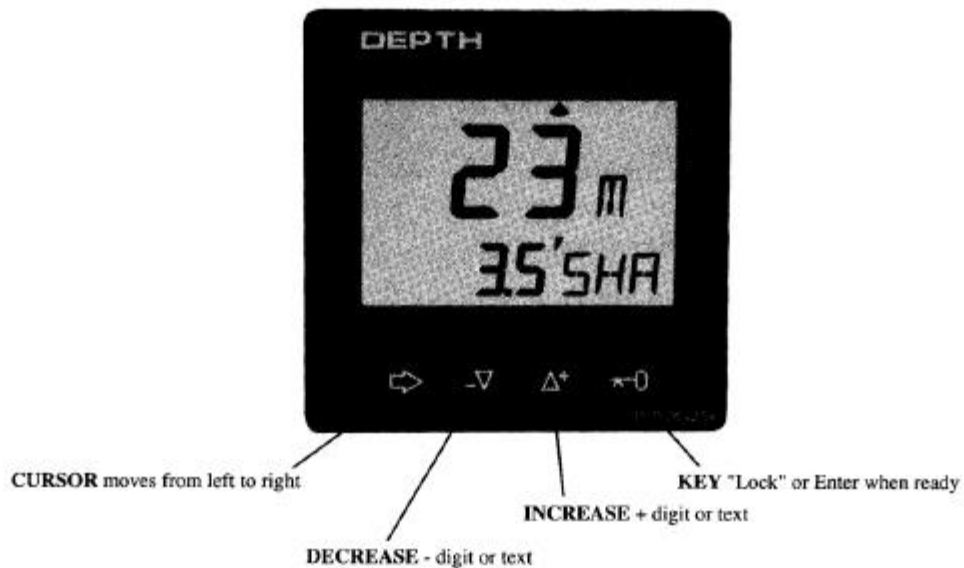 DEPTH
23 m
3.5' SHA
CURSOR moves from left to right
KEY "Lock" or Enter when ready
INCREASE + digit or text
DECREASE - digit or text